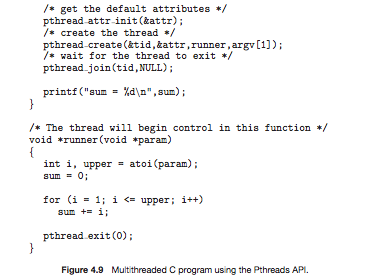 /* get the default attributes */
pthread_attr_init(&attr);
/* create the thread */
pthread_create(&tid,&attr,runner,argv[1]);
/* wait for the thread to exit */
pthread_join(tid,NULL);
printf("sum = %d\n",sum);
}
/* The thread will begin control in this function */
void *runner(void *param)
{
int i, upper = atoi(param);
sum = 0;
for (i = 1; i <= upper; i++)
sum += i;
pthread_exit(0);
}
Figure 4.9 Multithreaded C program using the Pthreads API.